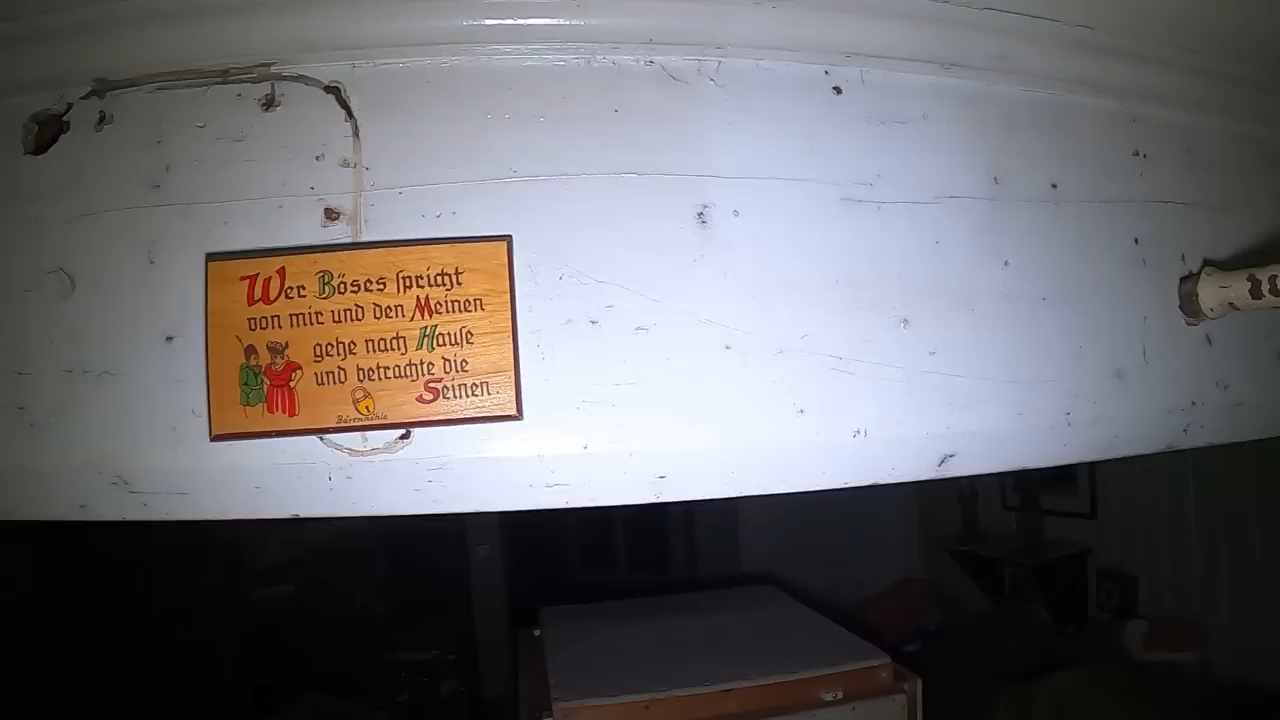 Wer Böses spricht
von mir und den Meinen
gehe nach Hause
und betrachte die
Seinen.